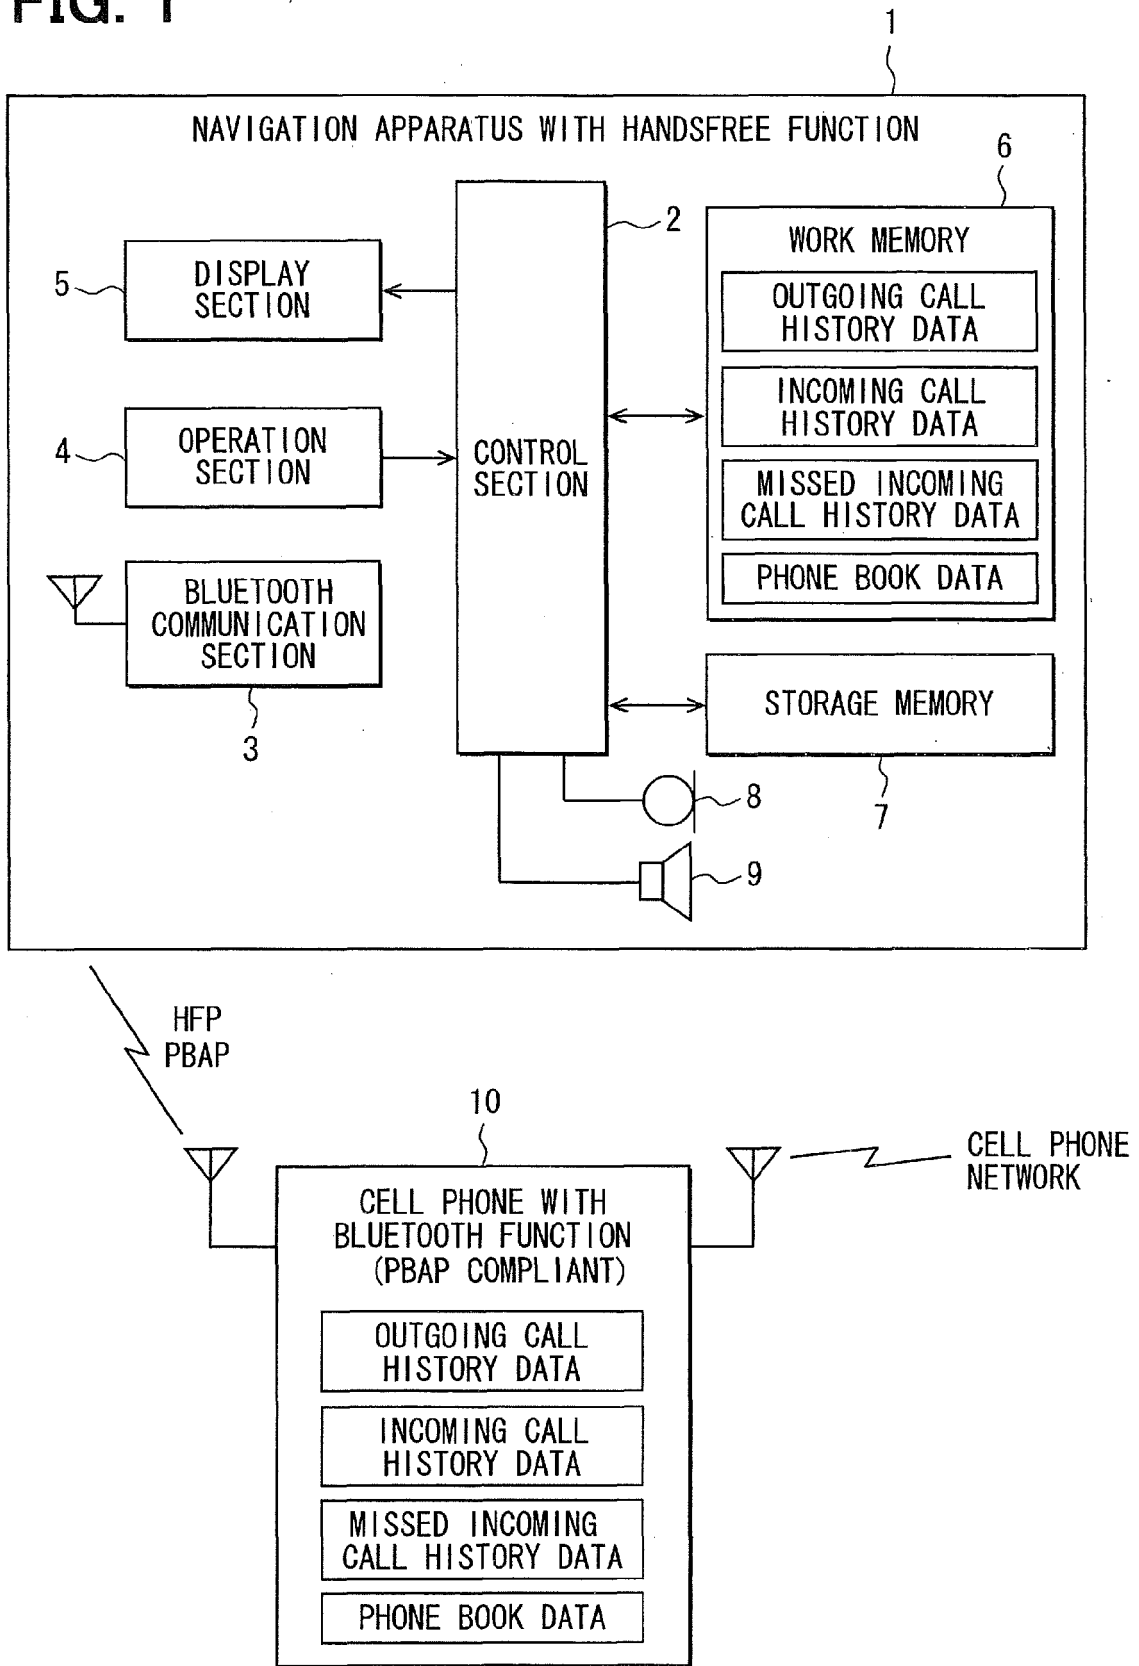 FIG. 1
1
NAVIGATION APPARATUS WITH HANDSFREE FUNCTION
6
2
WORK MEMORY
5
DISPLAY
SECTION
OUTGOING CALL
HISTORY DATA
INCOMING CALL
HISTORY DATA
4
OPERATION
SECTION
CONTROL
SECTION
MISSED INCOMING
CALL HISTORY DATA
PHONE BOOK DATA
BLUETOOTH
COMMUNICATION
SECTION
3
STORAGE MEMORY
7
8
9
HFP
PBAP
10
CELL PHONE
NETWORK
CELL PHONE WITH
BLUETOOTH FUNCTION
(PBAP COMPLIANT)
OUTGOING CALL
HISTORY DATA
INCOMING CALL
HISTORY DATA
MISSED INCOMING
CALL HISTORY DATA
PHONE BOOK DATA